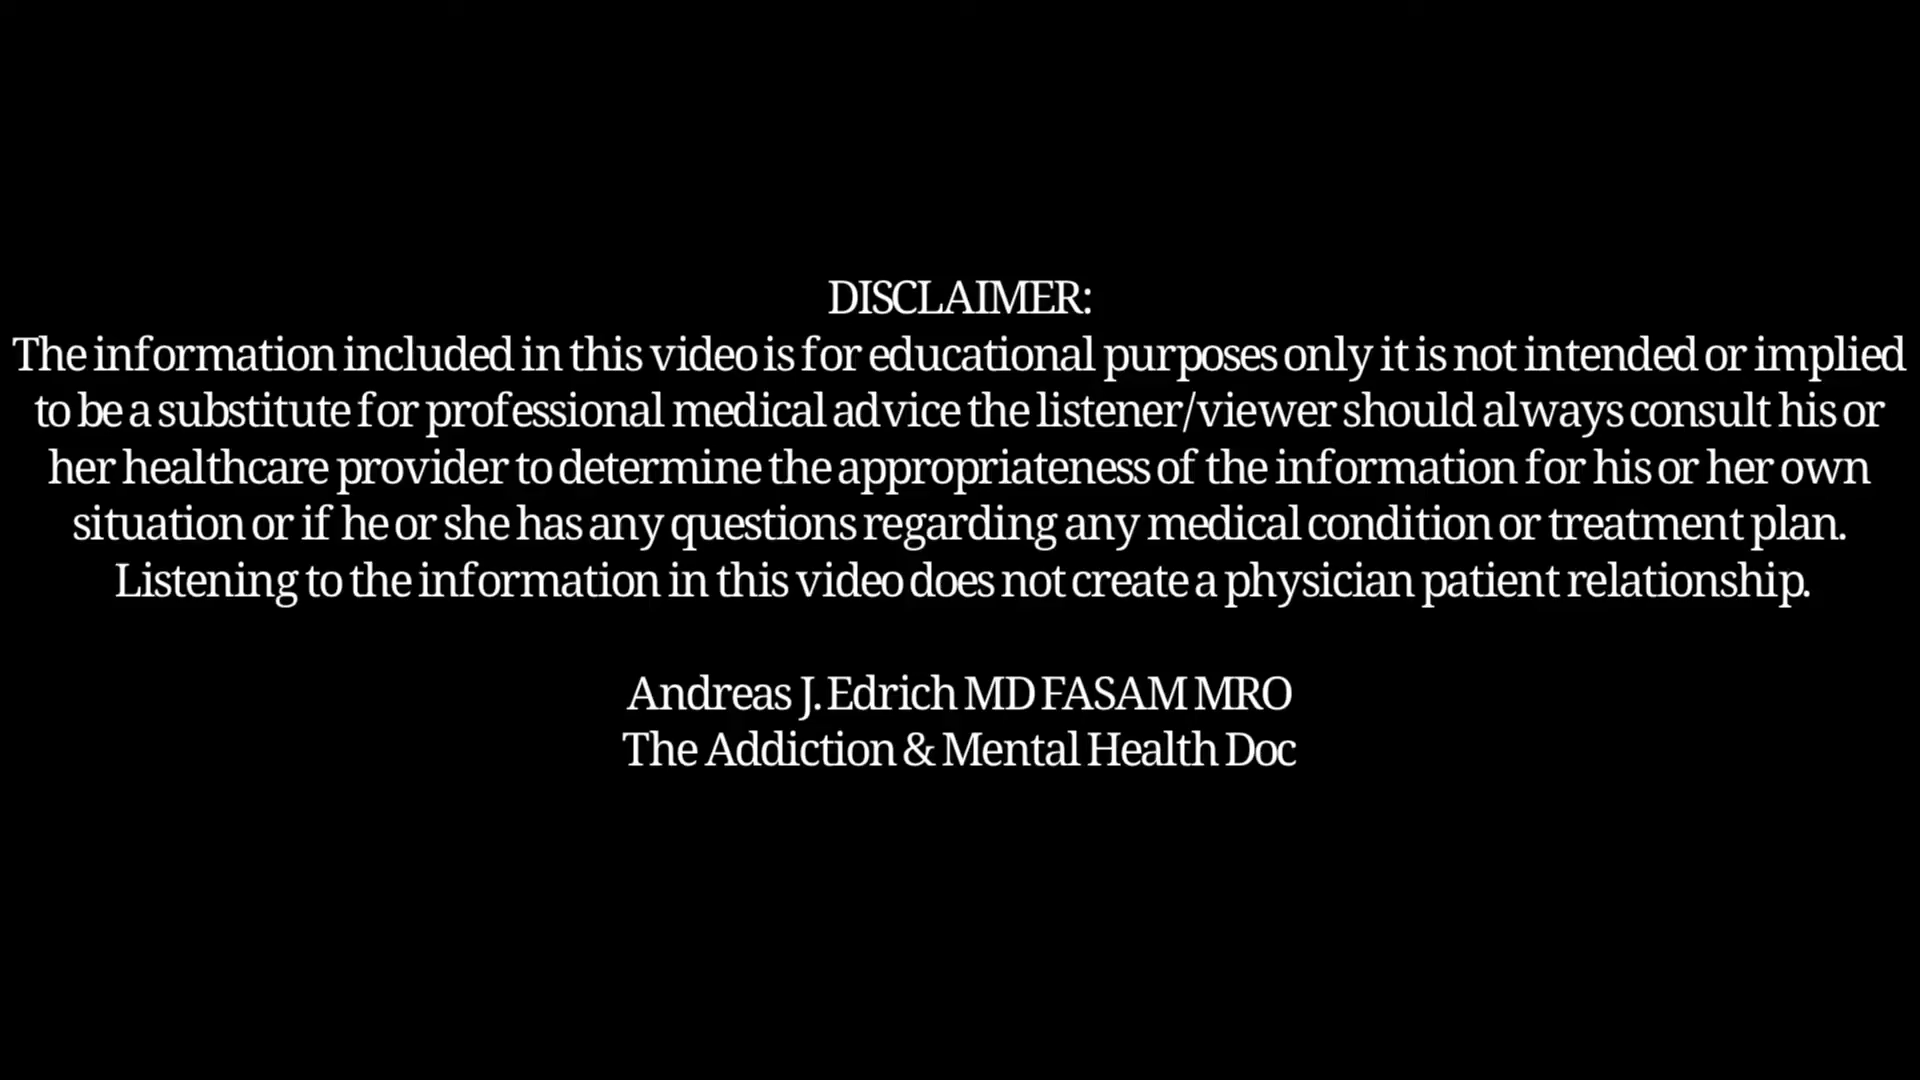 DISCLAIMER:
The information included in this video is for educational purposes only it is not intended or implied
to be a substitute for professional medical advice the listener/viewer should always consult his or
her healthcare provider to determine the appropriateness of the information for his or her own
situation or if he or she has any questions regarding any medical condition or treatment plan.
Listening to the information in this video does not create a physician patient relationship.
Andreas J. Edrich MD FASAM MRO
The Addiction & Mental Health Doc